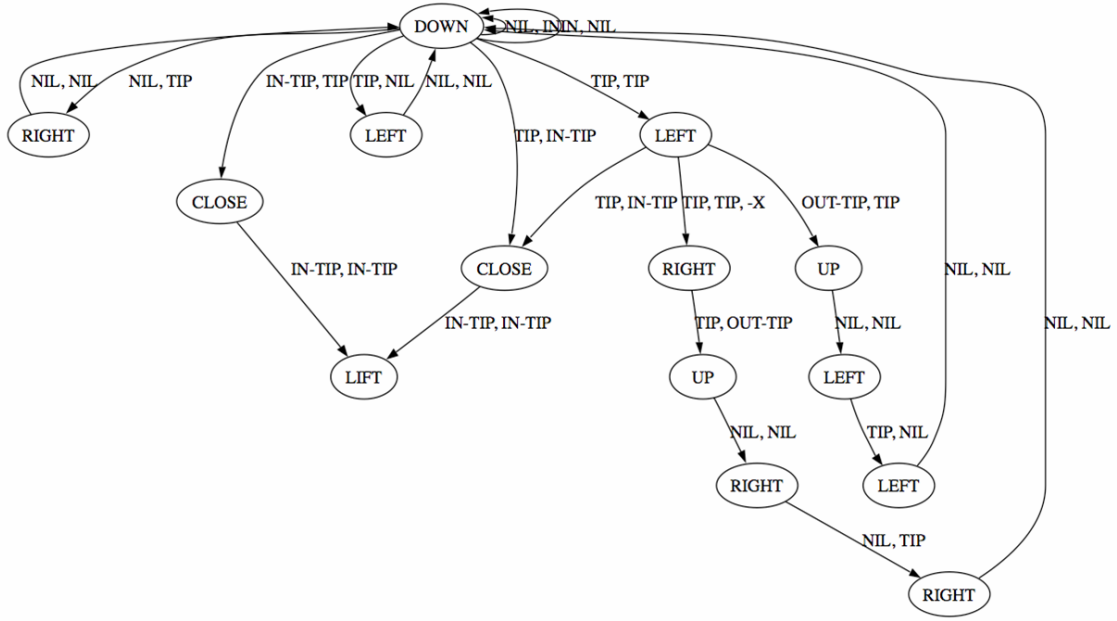 DOWN
NIL, IN
IN, NIL
NIL, NIL
NIL, TIP
IN-TIP, TIP
TIP, NIL
NIL, NIL
TIP, TIP
RIGHT
LEFT
TIP, IN-TIP
LEFT
CLOSE
TIP, IN-TIP
TIP, TIP, -X
OUT-TIP, TIP
IN-TIP, IN-TIP
CLOSE
RIGHT
UP
NIL, NIL
IN-TIP, IN-TIP
TIP, OUT-TIP
NIL, NIL
NIL, NIL
LIFT
UP
LEFT
NIL, NIL
TIP, NIL
RIGHT
LEFT
NIL, TIP
RIGHT